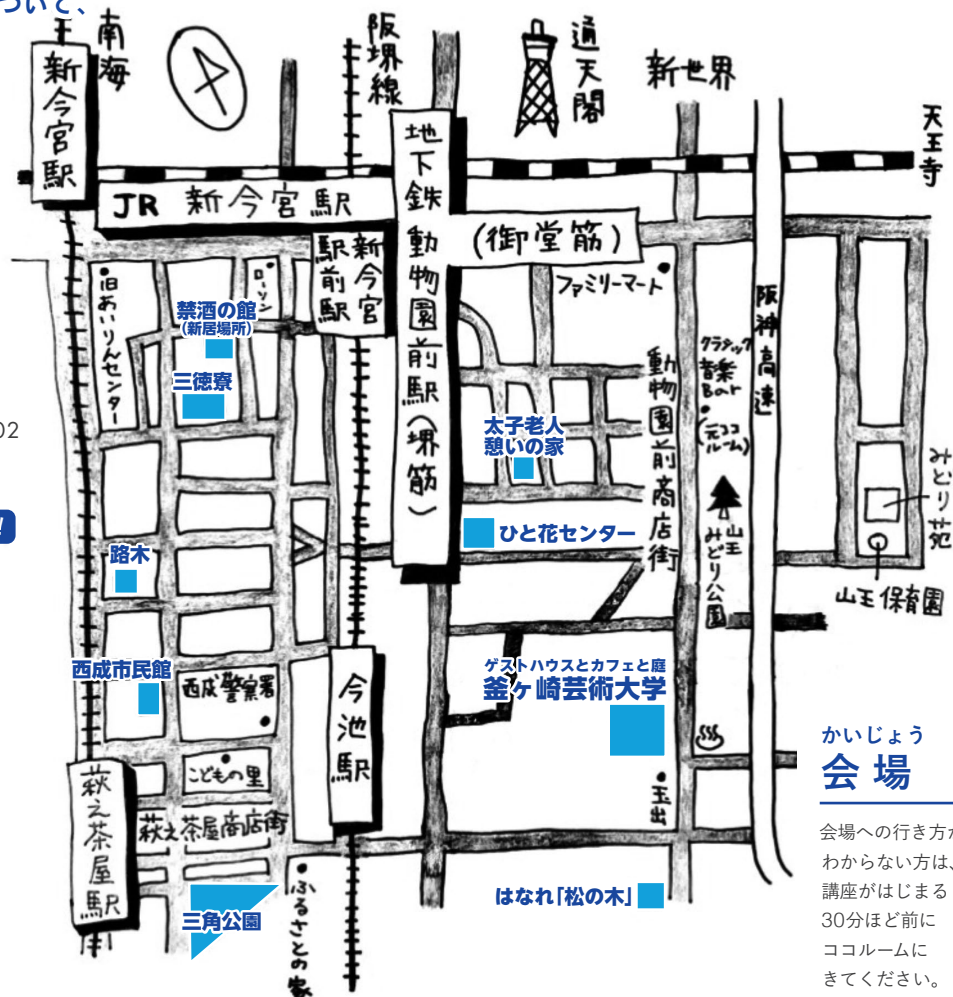 ついて、
南海
新今宮駅
阪堺線
通天閣
新世界
天王寺
JR 新今宮駅
地下鉄動物園前駅(堺筋)
(御堂筋)
新今宮
駅前駅
旧あいりんセンター
ローソン
禁酒の館
(新居場所)
三徳寮
ファミリーマート
阪神高速
クラシック
音楽
Bar
(元ココ
ルーム)
動物園前商店街
太子老人
憩いの家
02
!
ひと花センター
山王
みどり公園
みどり苑
山王保育園
路木
西成市民館
西成警察署
今池駅
ゲストハウスとカフェと庭
釜ヶ崎芸術大学
こどもの里
萩之茶屋駅
萩之茶屋商店街
玉出
三角公園
ふるさとの家
はなれ「松の木」
かいじょう
会場
会場への行き方が
わからない方は、
講座がはじまる
30分ほど前に
ココルームに
きてください。